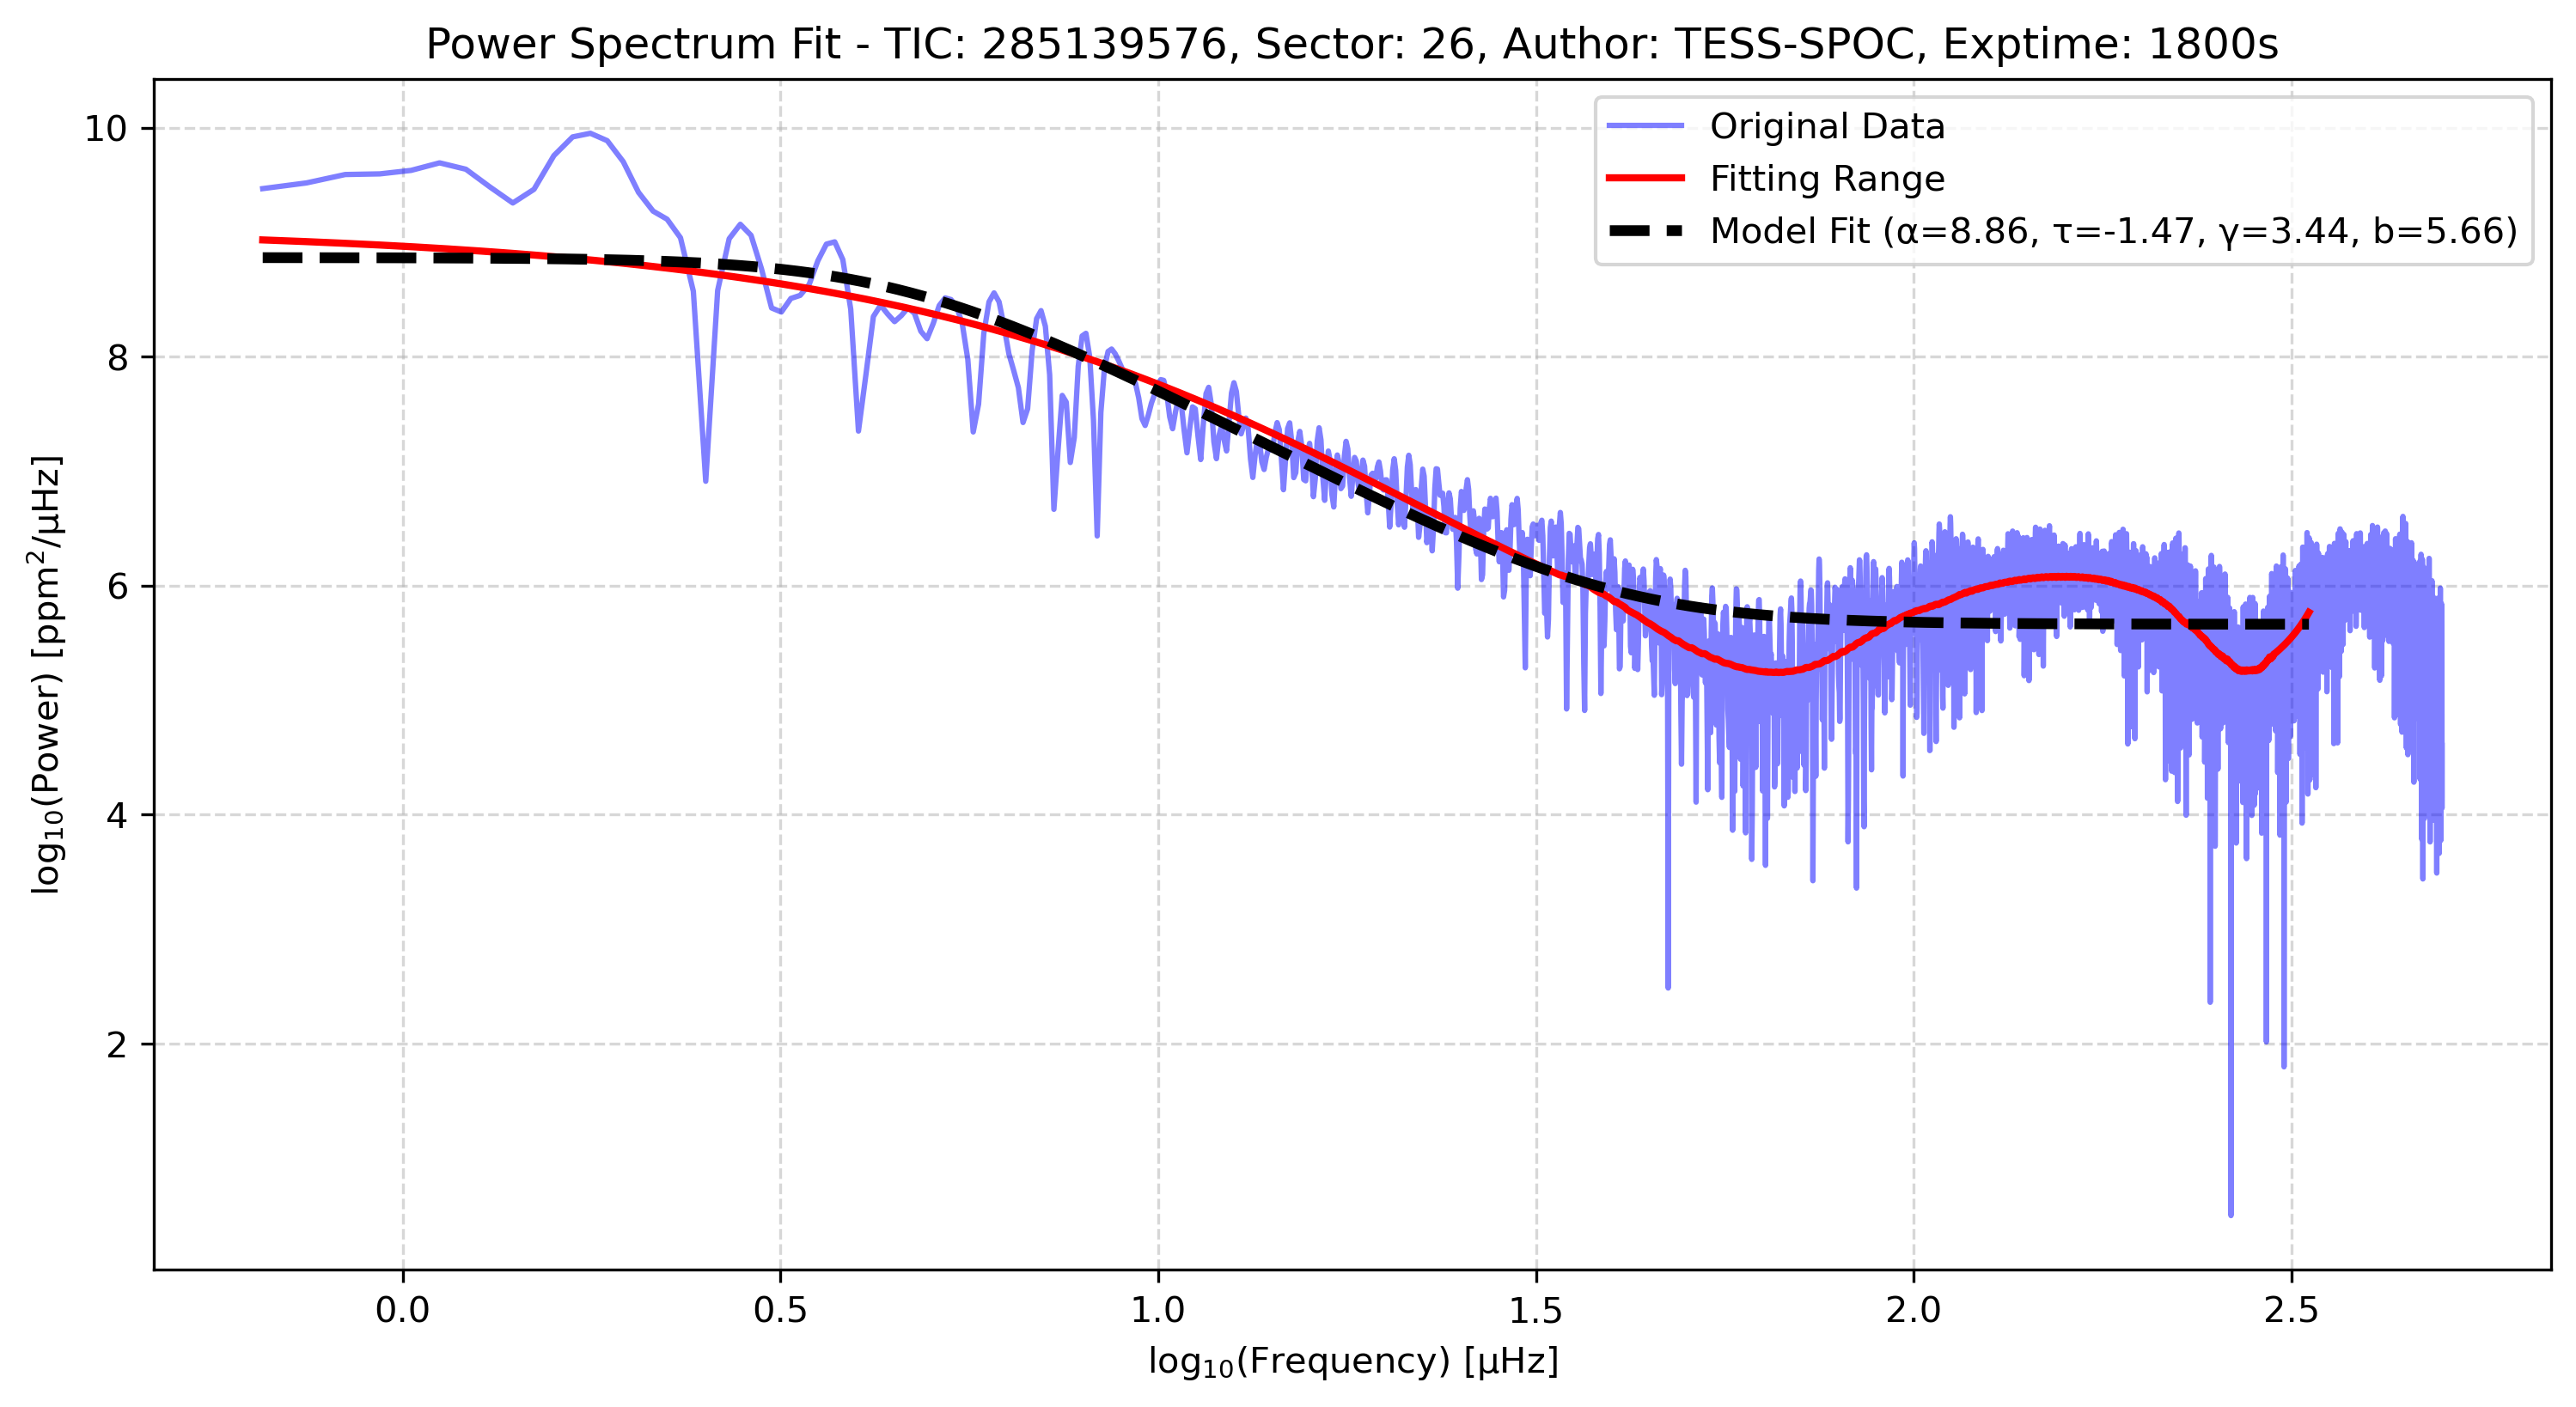 Power Spectrum Fit - TIC: 285139576, Sector: 26, Author: TESS-SPOC, Exptime: 1800s
Original Data
Fitting Range
Model Fit (α=8.86, τ=-1.47, γ=3.44, b=5.66)
log₁₀(Power) [ppm²/μHz]
10
8
6
4
2
0.0 0.5 1.0 1.5 2.0 2.5
log₁₀(Frequency) [μHz]